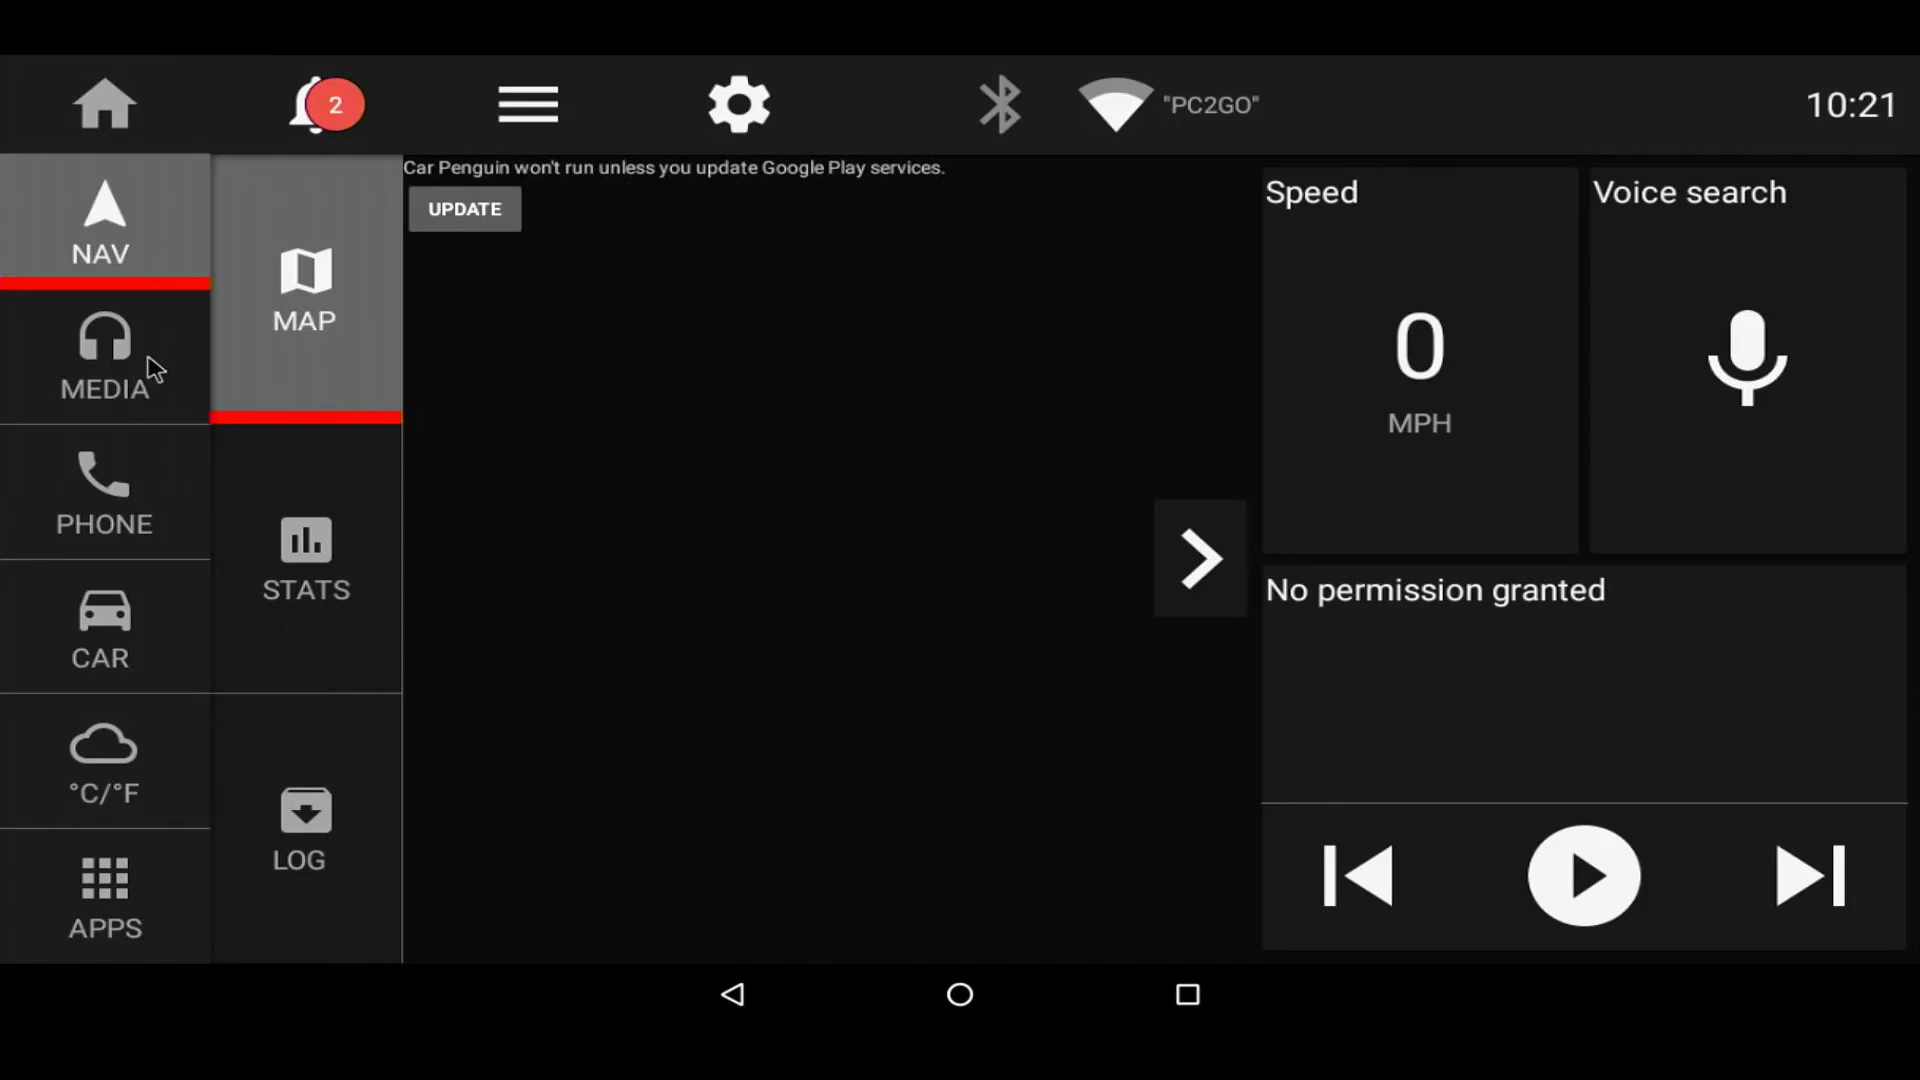 2
"PC2GO"
10:21
NAV
MEDIA
PHONE
CAR
°C/°F
APPS
MAP
STATS
LOG
Car Penguin won't run unless you update Google Play services.
UPDATE
Speed
0
MPH
Voice search
No permission granted